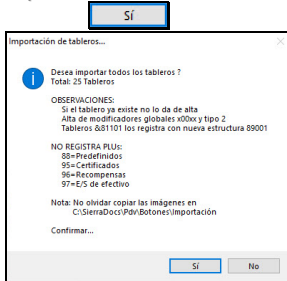 Sí
Importación de tableros...
Desea importar todos los tableros ?
Total: 25 Tableros
OBSERVACIONES:
Si el tablero ya existe no lo da de alta
Alta de modificadores globales x00xx y tipo 2
Tableros &81101 los registra con nueva estructura 89001
NO REGISTRA PLUs:
88=Predefinidos
95=Certificados
96=Recompensas
97=E/S de efectivo
Nota: No olvidar copiar las imágenes en
C:\SierraDocs\Pdv\Botones\Importación
Confirmar...
Sí No